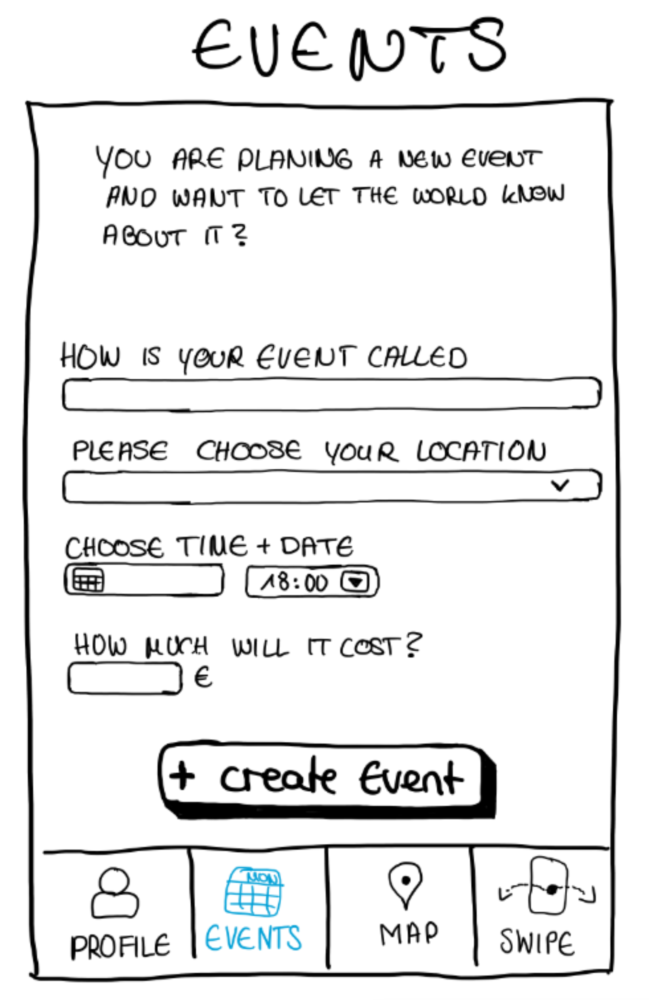 EVENTS
YOU ARE PLANING A NEW EVENT
AND WANT TO LET THE WORLD KNOW
ABOUT IT?
HOW IS YOUR EVENT CALLED
PLEASE CHOOSE YOUR LOCATION
CHOOSE TIME + DATE
18:00
HOW MUCH WILL IT COST?
€
+ create Event
MON
PROFILE
EVENTS
MAP
SWIPE